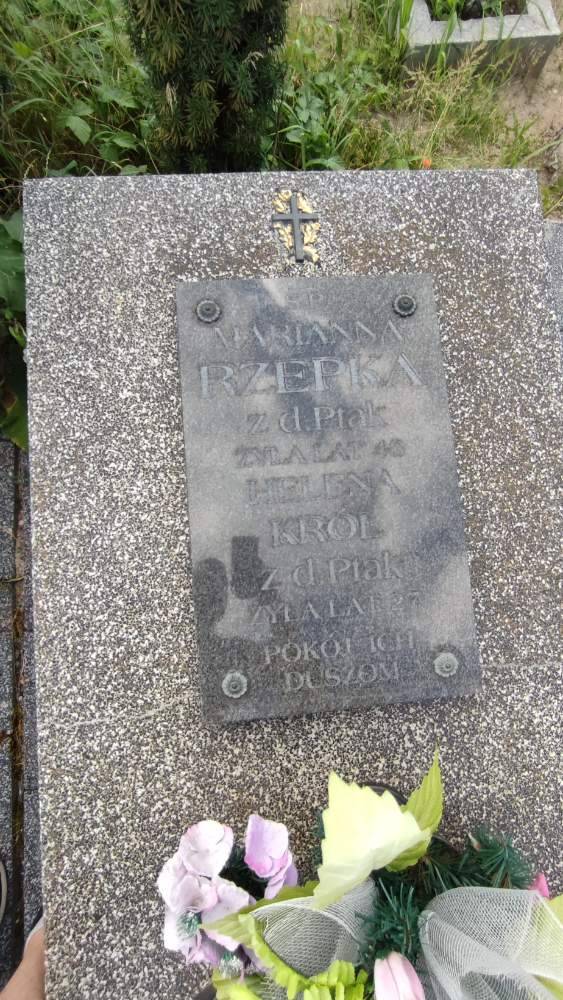 Ś.P.
MARIANNA
RZEPKA
z d. Ptak
ŻYŁA LAT 48
HELENA
KRÓL
z d. Ptak
ŻYŁA LAT 27
POKÓJ ICH
DUSZOM